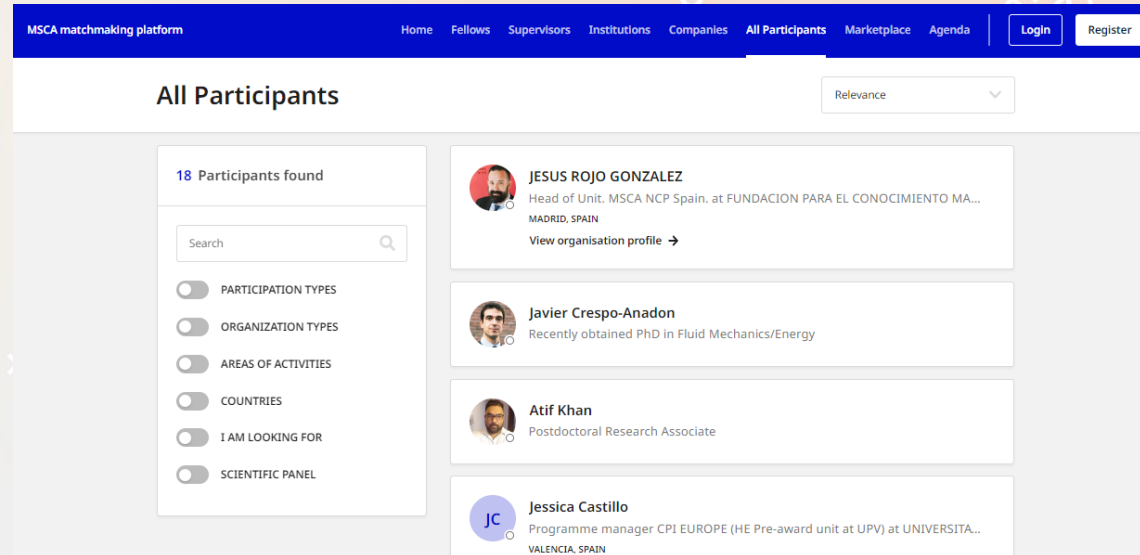 MSCA matchmaking platform
Home Fellows Supervisors Institutions Companies All Participants Marketplace Agenda Login Register
All Participants
Relevance
18 Participants found
Search
PARTICIPATION TYPES
ORGANIZATION TYPES
AREAS OF ACTIVITIES
COUNTRIES
I AM LOOKING FOR
SCIENTIFIC PANEL
JESUS ROJO GONZALEZ
Head of Unit. MSCA NCP Spain. at FUNDACION PARA EL CONOCIMIENTO MA...
MADRID, SPAIN
View organisation profile →
Javier Crespo-Anadon
Recently obtained PhD in Fluid Mechanics/Energy
Atif Khan
Postdoctoral Research Associate
JC
Jessica Castillo
Programme manager CPI EUROPE (HE Pre-award unit at UPV) at UNIVERSITA...
VALENCIA, SPAIN